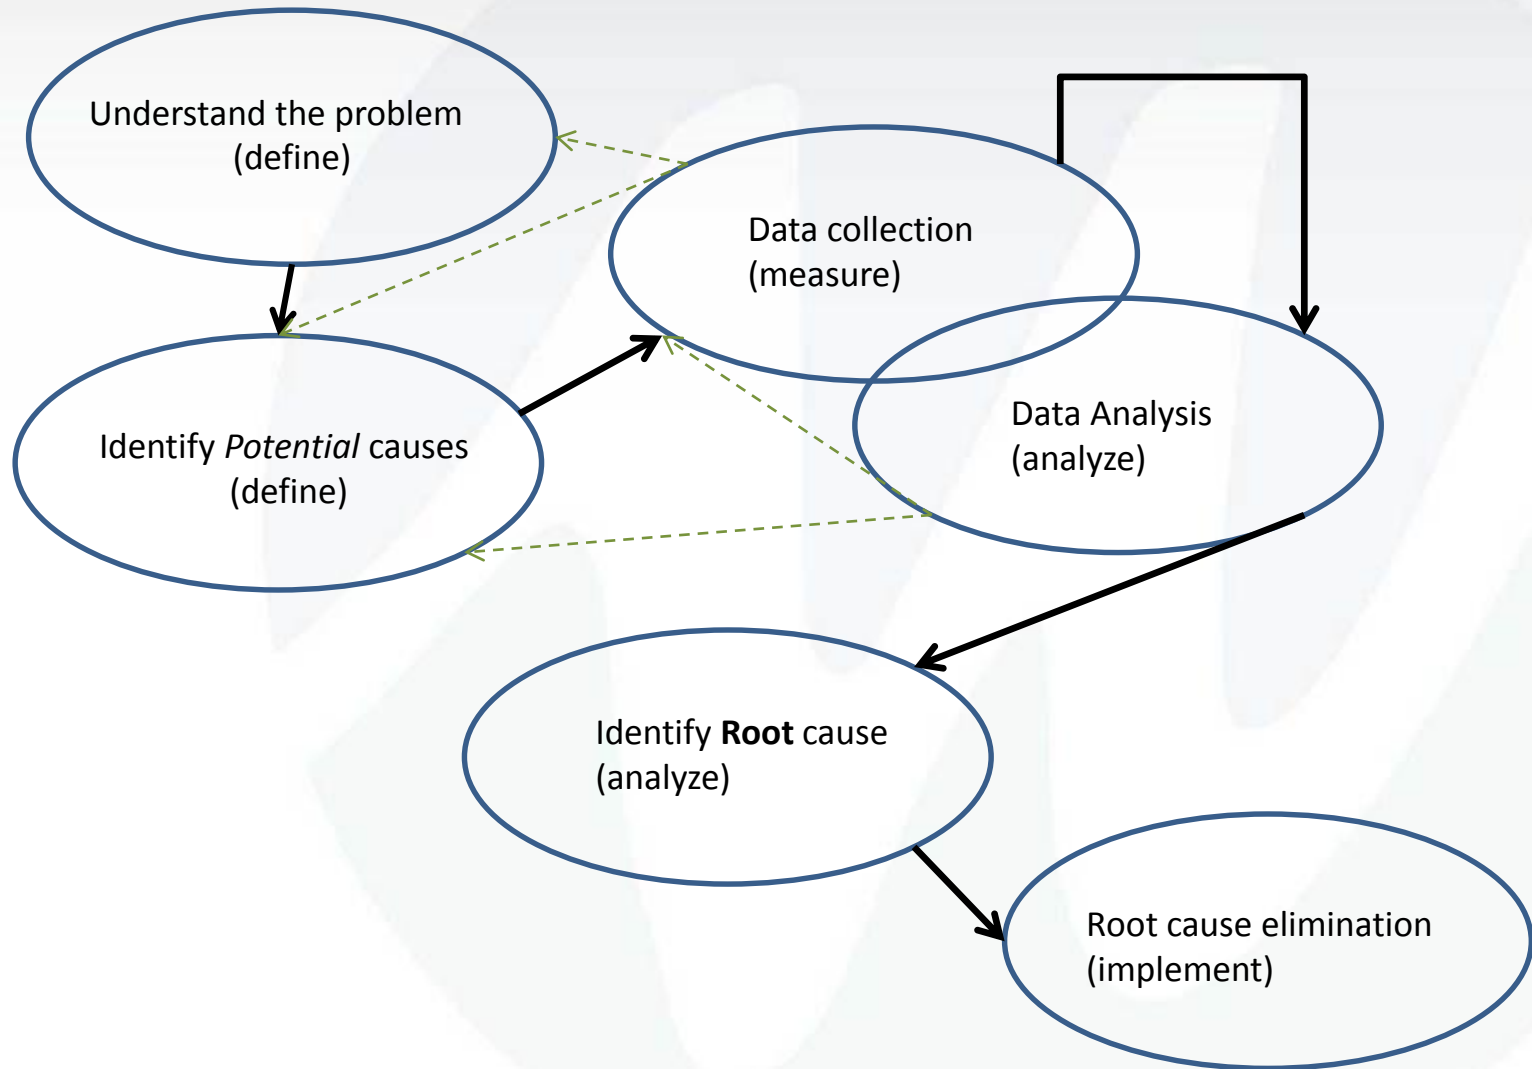 Understand the problem
(define)
Data collection
(measure)
Identify Potential causes
(define)
Data Analysis
(analyze)
Identify Root cause
(analyze)
Root cause elimination
(implement)